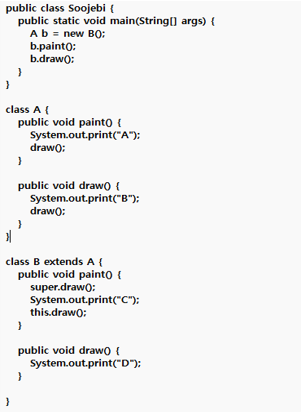 public class Soojebi {
public static void main(String[] args) {
A b = new B();
b.paint();
b.draw();
}
}
class A {
public void paint() {
System.out.print("A");
draw();
}
public void draw() {
System.out.print("B");
draw();
}
}
class B extends A {
public void paint() {
super.draw();
System.out.print("C");
this.draw();
}
public void draw() {
System.out.print("D");
}
}